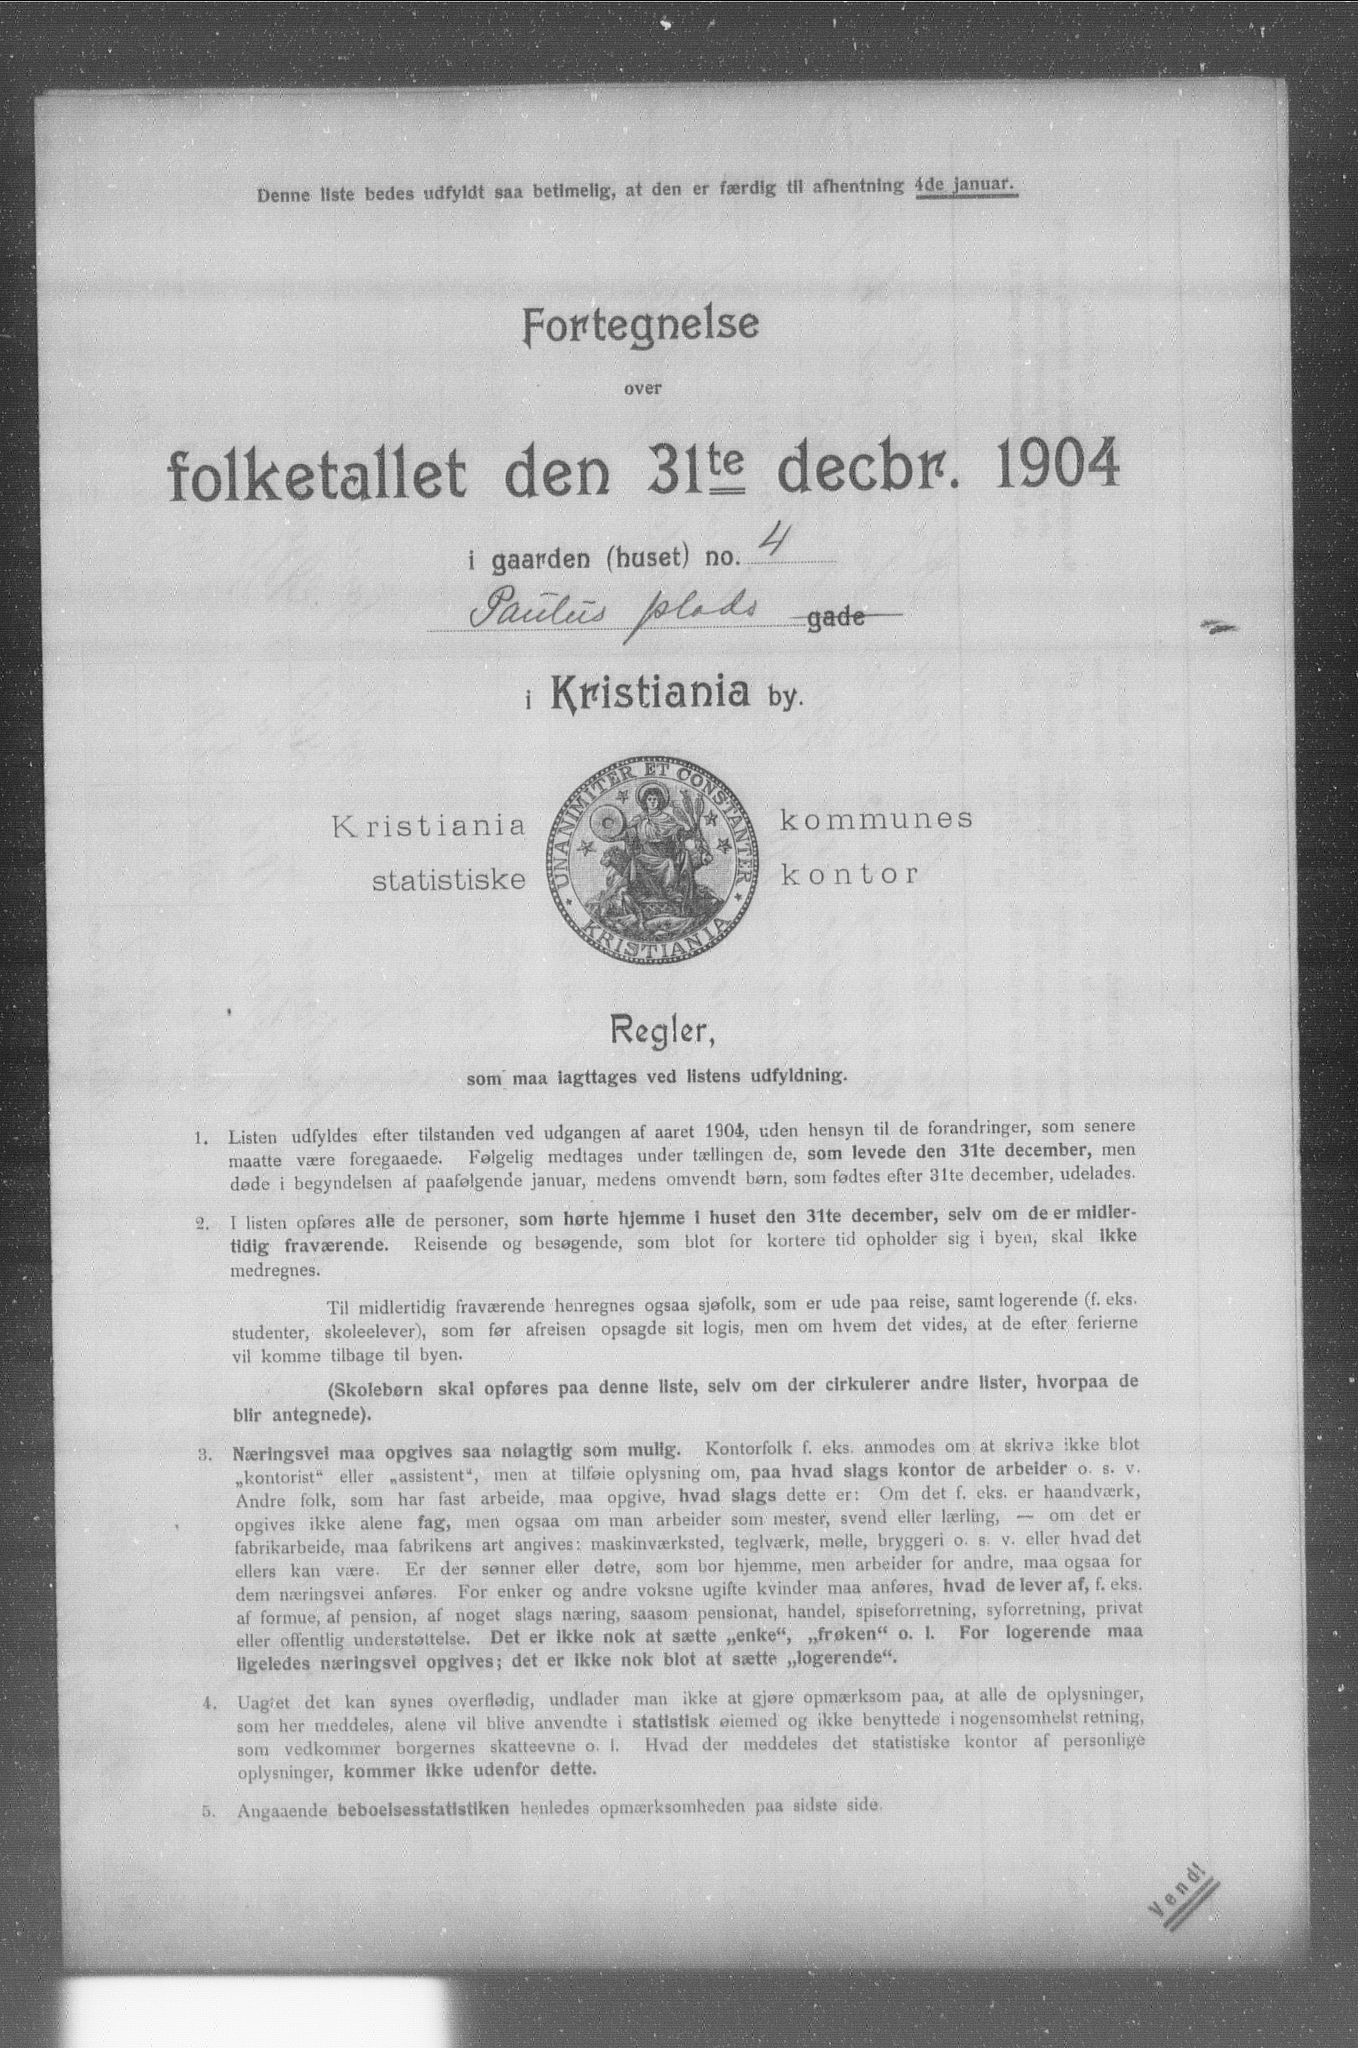 Denne liste bedes udfyldt saa betimelig, at den er færdig til afhentning 4de januar.
Fortegnelse
over
folketallet den 31te decbr. 1904
i gaarden (huset) no. 4
Paulus plads gade
i Kristiania by.
Kristiania kommunes
statistiske kontor
UNANIMITER ET CONSTANTER
KRISTIANIA
Regler,
som maa iagttages ved listens udfyldning.
1. Listen udfyldes efter tilstanden ved udgangen af aaret 1904, uden hensyn til de forandringer, som senere
maatte være foregaaede. Følgelig medtages under tællingen de, som levede den 31te december, men
døde i begyndelsen af paafølgende januar, medens omvendt børn, som fødtes efter 31te december, udelades.
2. I listen opføres alle de personer, som hørte hjemme i huset den 31te december, selv om de er midler-
tidig fraværende. Reisende og besøgende, som blot for kortere tid opholder sig i byen, skal ikke
medregnes.
Til midlertidig fraværende henregnes ogsaa sjøfolk, som er ude paa reise, samt logerende (f. eks.
studenter, skoleelever), som før afreisen opsagde sit logis, men om hvem det vides, at de efter ferierne
vil komme tilbage til byen.
(Skolebørn skal opføres paa denne liste, selv om der cirkulerer andre lister, hvorpaa de
blir antegnede).
3. Næringsvei maa opgives saa nøiagtig som mulig. Kontorfolk f. eks. anmodes om at skrive ikke blot
„kontorist“ eller „assistent“, men at tilføie oplysning om, paa hvad slags kontor de arbeider o. s. v.
Andre folk, som har fast arbeide, maa opgive, hvad slags dette er: Om det f. eks. er haandværk,
opgives ikke alene fag, men ogsaa om man arbeider som mester, svend eller lærling, — om det er
fabrikarbeide, maa fabrikens art angives: maskinværksted, teglværk, mølle, bryggeri o. s. v. eller hvad det
ellers kan være. Er der sønner eller døtre, som bor hjemme, men arbeider for andre, maa ogsaa for
dem næringsvei anføres. For enker og andre voksne ugifte kvinder maa anføres, hvad de lever af, f. eks.
af formue, af pension, af noget slags næring, saasom pensionat, handel, spiseforretning, syforretning, privat
eller offentlig understøttelse. Det er ikke nok at sætte „enke“, „frøken“ o. l. For logerende maa
ligeledes næringsvei opgives; det er ikke nok blot at sætte „logerende“.
4. Uagtet det kan synes overflødig, undlader man ikke at gjøre opmærksom paa, at alle de oplysninger,
som her meddeles, alene vil blive anvendte i statistisk øiemed og ikke benyttede i nogensomhelst retning,
som vedkommer borgernes skatteevne o. l. Hvad der meddeles det statistiske kontor af personlige
oplysninger, kommer ikke udenfor dette.
5. Angaaende beboelsesstatistiken henledes opmærksomheden paa sidste side.
Vend!